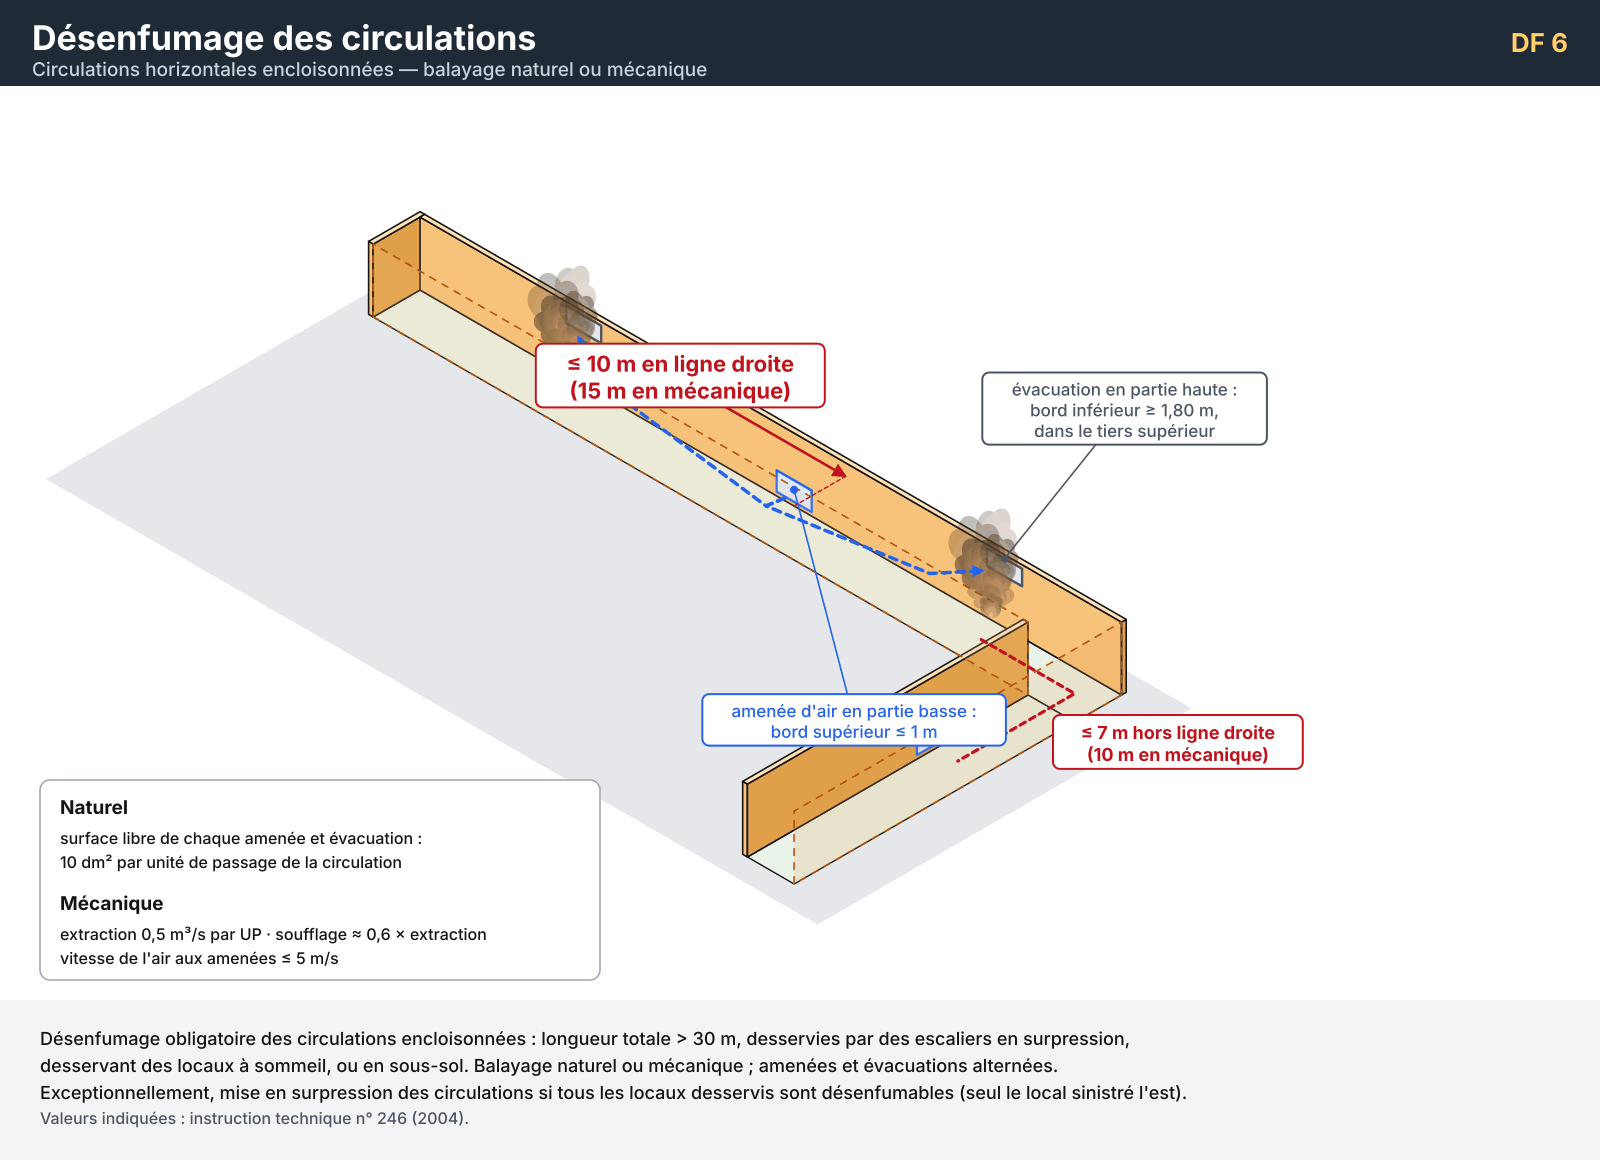 Désenfumage des circulations
Circulations horizontales encloisonnées — balayage naturel ou mécanique
DF 6
≤ 10 m en ligne droite
(15 m en mécanique)
évacuation en partie haute :
bord inférieur ≥ 1,80 m,
dans le tiers supérieur
amenée d'air en partie basse :
bord supérieur ≤ 1 m
≤ 7 m hors ligne droite
(10 m en mécanique)
Naturel
surface libre de chaque amenée et évacuation :
10 dm² par unité de passage de la circulation
Mécanique
extraction 0,5 m³/s par UP · soufflage ≈ 0,6 × extraction
vitesse de l'air aux amenées ≤ 5 m/s
Désenfumage obligatoire des circulations encloisonnées : longueur totale > 30 m, desservies par des escaliers en surpression,
desservant des locaux à sommeil, ou en sous-sol. Balayage naturel ou mécanique ; amenées et évacuations alternées.
Exceptionnellement, mise en surpression des circulations si tous les locaux desservis sont désenfumables (seul le local sinistré l'est).
Valeurs indiquées : instruction technique n° 246 (2004).